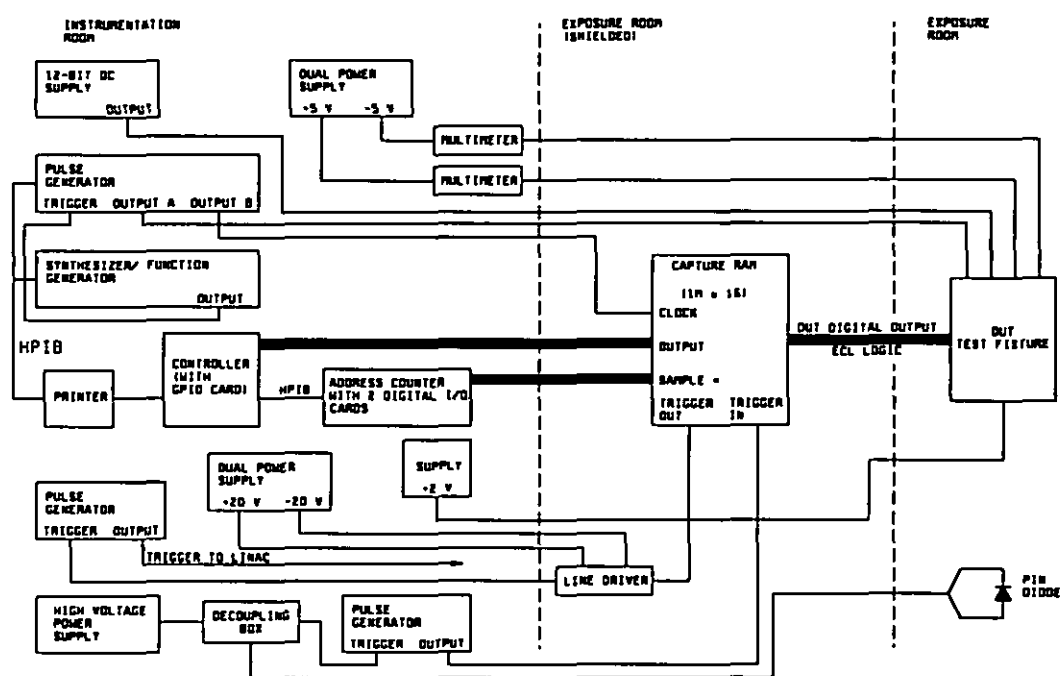 INSTRUMENTATION
ROOM
EXPOSURE ROOM
(SHIELDED)
EXPOSURE
ROOM
12-BIT DC
SUPPLY
OUTPUT
DUAL POWER
SUPPLY
+5 V -5 V
MULTIMETER
MULTIMETER
PULSE
GENERATOR
TRIGGER OUTPUT A OUTPUT B
SYNTHESIZER/ FUNCTION
GENERATOR
OUTPUT
HPIB
PRINTER
CONTROLLER
(WITH
GPIO CARD)
HPIB
ADDRESS COUNTER
WITH 2 DIGITAL I/O
CARDS
CAPTURE RAM
(1M x 16)
CLOCK
OUTPUT
SAMPLE =
TRIGGER TRIGGER
OUT IN
DUT DIGITAL OUTPUT
ECL LOGIC
DUT
TEST FIXTURE
DUAL POWER
SUPPLY
+20 V -20 V
SUPPLY
+2 V
PULSE
GENERATOR
TRIGGER OUTPUT
TRIGGER TO LINAC
LINE DRIVER
PIN
DIODE
HIGH VOLTAGE
POWER
SUPPLY
DECOUPLING
BOX
PULSE
GENERATOR
TRIGGER OUTPUT